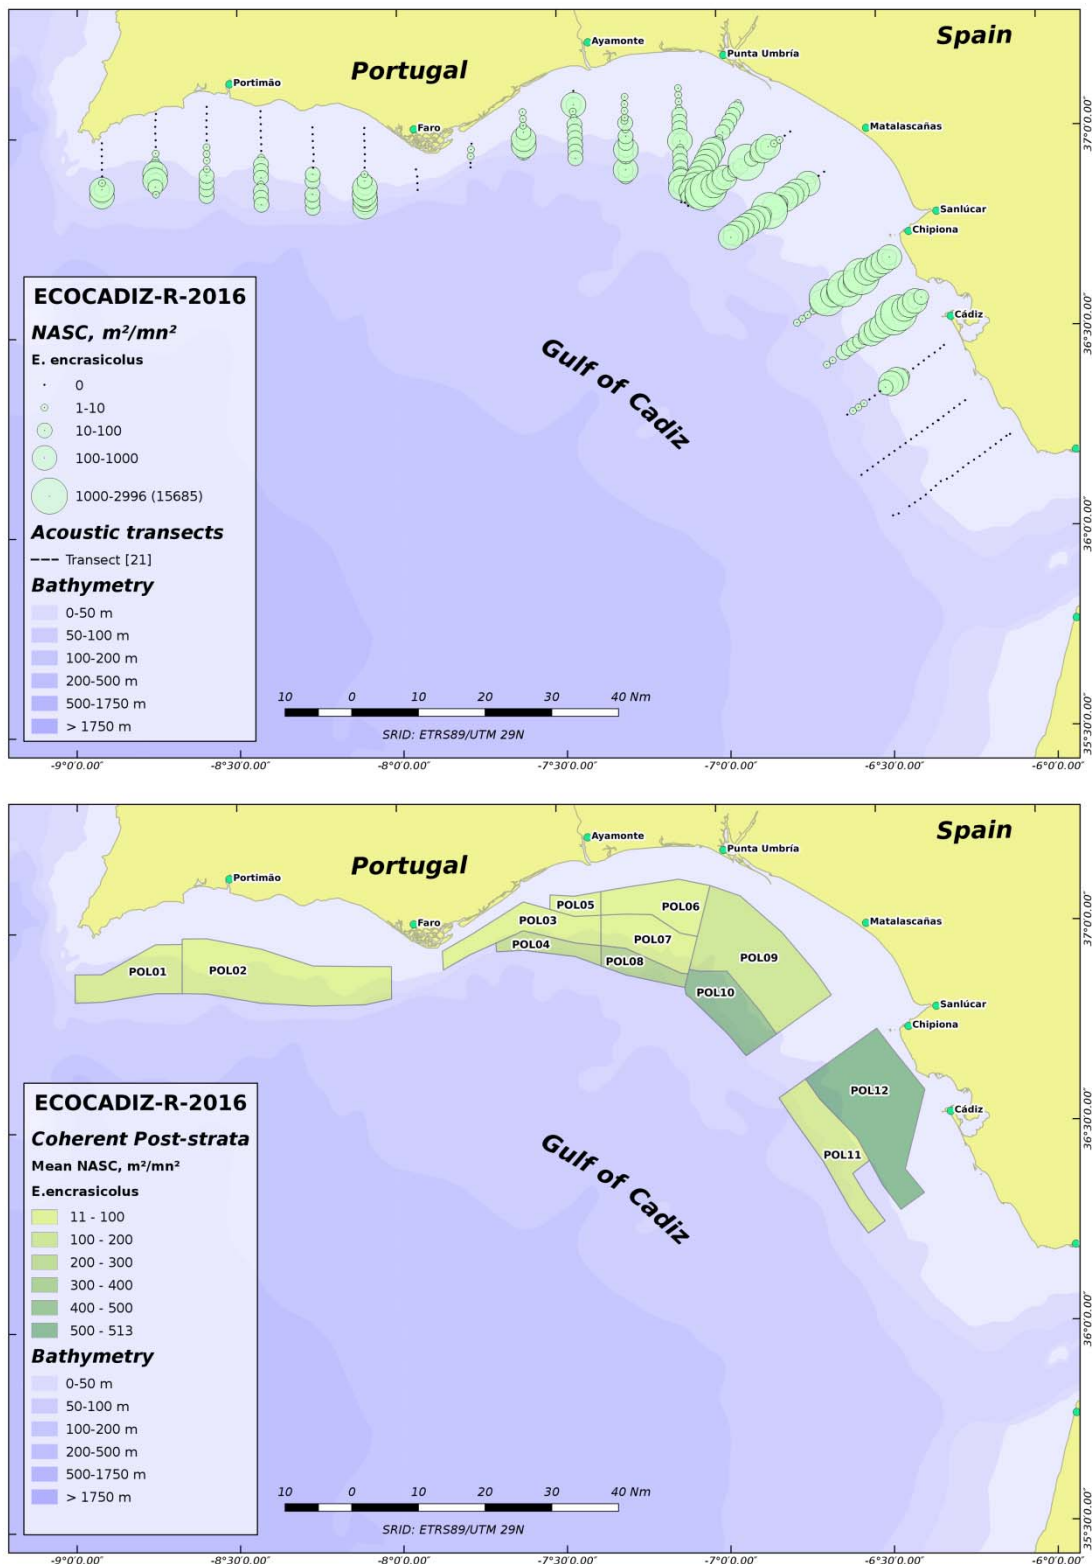 Spain
Portugal
Ayamonte
Punta Umbría
Portimão
Faro
Matalascañas
Sanlúcar
Chipiona
Cádiz
Gulf of Cadiz
ECOCADIZ-R-2016
NASC, m²/mn²
E. encrasicolus
0
1-10
10-100
100-1000
1000-2996 (15685)
Acoustic transects
Transect [21]
Bathymetry
0-50 m
50-100 m
100-200 m
200-500 m
500-1750 m
> 1750 m
10 0 10 20 30 40 Nm
SRID: ETRS89/UTM 29N
37°0'0.00"
36°30'0.00"
36°0'0.00"
35°30'0.00"
-9°0'0.00" -8°30'0.00" -8°0'0.00" -7°30'0.00" -7°0'0.00" -6°30'0.00" -6°0'0.00"
Spain
Portugal
Ayamonte
Punta Umbría
Portimão
Faro
Matalascañas
Sanlúcar
Chipiona
Cádiz
POL01
POL02
POL03
POL04
POL05
POL06
POL07
POL08
POL09
POL10
POL11
POL12
Gulf of Cadiz
ECOCADIZ-R-2016
Coherent Post-strata
Mean NASC, m²/mn²
E.encrasicolus
11 - 100
100 - 200
200 - 300
300 - 400
400 - 500
500 - 513
Bathymetry
0-50 m
50-100 m
100-200 m
200-500 m
500-1750 m
> 1750 m
10 0 10 20 30 40 Nm
SRID: ETRS89/UTM 29N
37°0'0.00"
36°30'0.00"
36°0'0.00"
35°30'0.00"
-9°0'0.00" -8°30'0.00" -8°0'0.00" -7°30'0.00" -7°0'0.00" -6°30'0.00" -6°0'0.00"